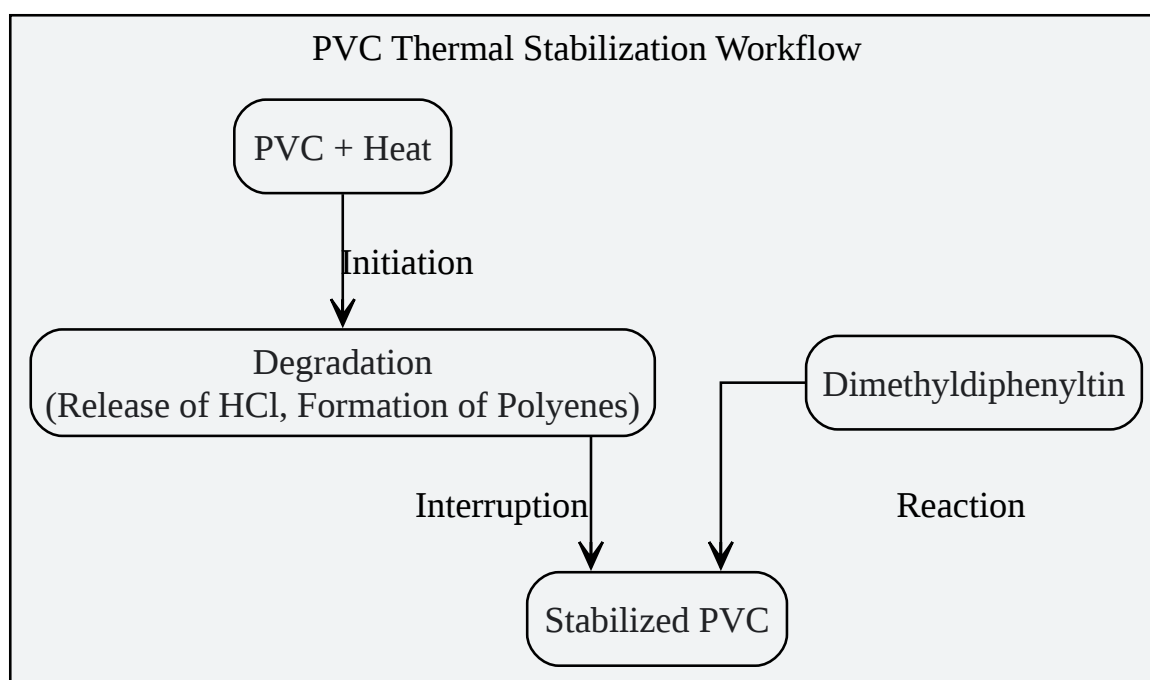 PVC Thermal Stabilization Workflow
PVC + Heat
Initiation
Degradation
(Release of HCl, Formation of Polyenes)
Dimethyldiphenyltin
Interruption
Reaction
Stabilized PVC